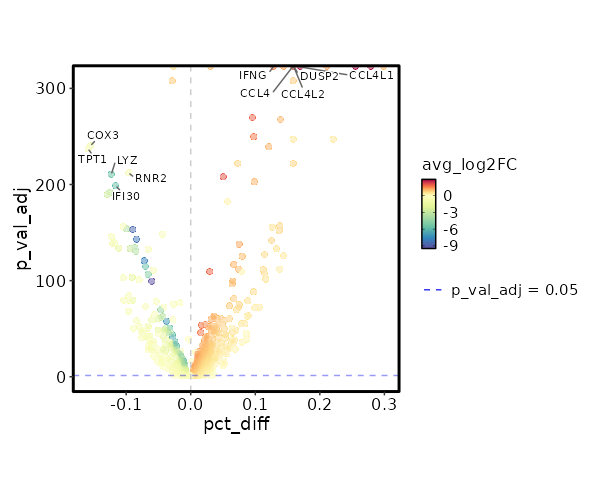 IFNG
DUSP2
CCL4L1
CCL4
CCL4L2
COX3
TPT1
LYZ
RNR2
IFI30
p_val_adj
300
200
100
0
-0.1
0.0
0.1
0.2
0.3
pct_diff
avg_log2FC
0
-3
-6
-9
p_val_adj = 0.05